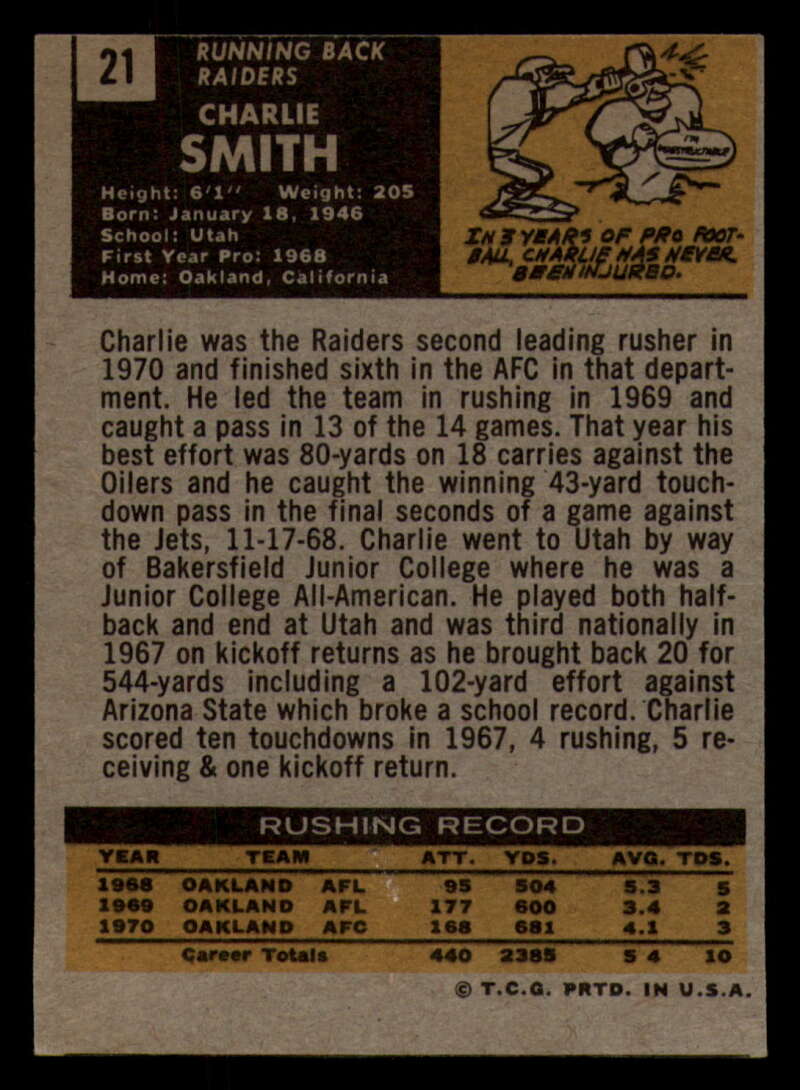 21
RUNNING BACK
RAIDERS
CHARLIE
SMITH
Height: 6'1" Weight: 205
Born: January 18, 1946
School: Utah
First Year Pro: 1968
Home: Oakland, California
I'M
INDESTRUCTABLE
IN 3 YEARS OF PRO FOOT-
BALL, CHARLIE HAS NEVER
BEEN INJURED.
Charlie was the Raiders second leading rusher in
1970 and finished sixth in the AFC in that depart-
ment. He led the team in rushing in 1969 and
caught a pass in 13 of the 14 games. That year his
best effort was 80-yards on 18 carries against the
Oilers and he caught the winning 43-yard touch-
down pass in the final seconds of a game against
the Jets, 11-17-68. Charlie went to Utah by way
of Bakersfield Junior College where he was a
Junior College All-American. He played both half-
back and end at Utah and was third nationally in
1967 on kickoff returns as he brought back 20 for
544-yards including a 102-yard effort against
Arizona State which broke a school record. Charlie
scored ten touchdowns in 1967, 4 rushing, 5 re-
ceiving & one kickoff return.
RUSHING RECORD
YEAR TEAM ATT. YDS. AVG. TDS.
1968 OAKLAND AFL 95 504 5.3 5
1969 OAKLAND AFL 177 600 3.4 2
1970 OAKLAND AFC 168 681 4.1 3
Career Totals 440 2385 5 4 10
© T.C.G. PRTD. IN U.S.A.